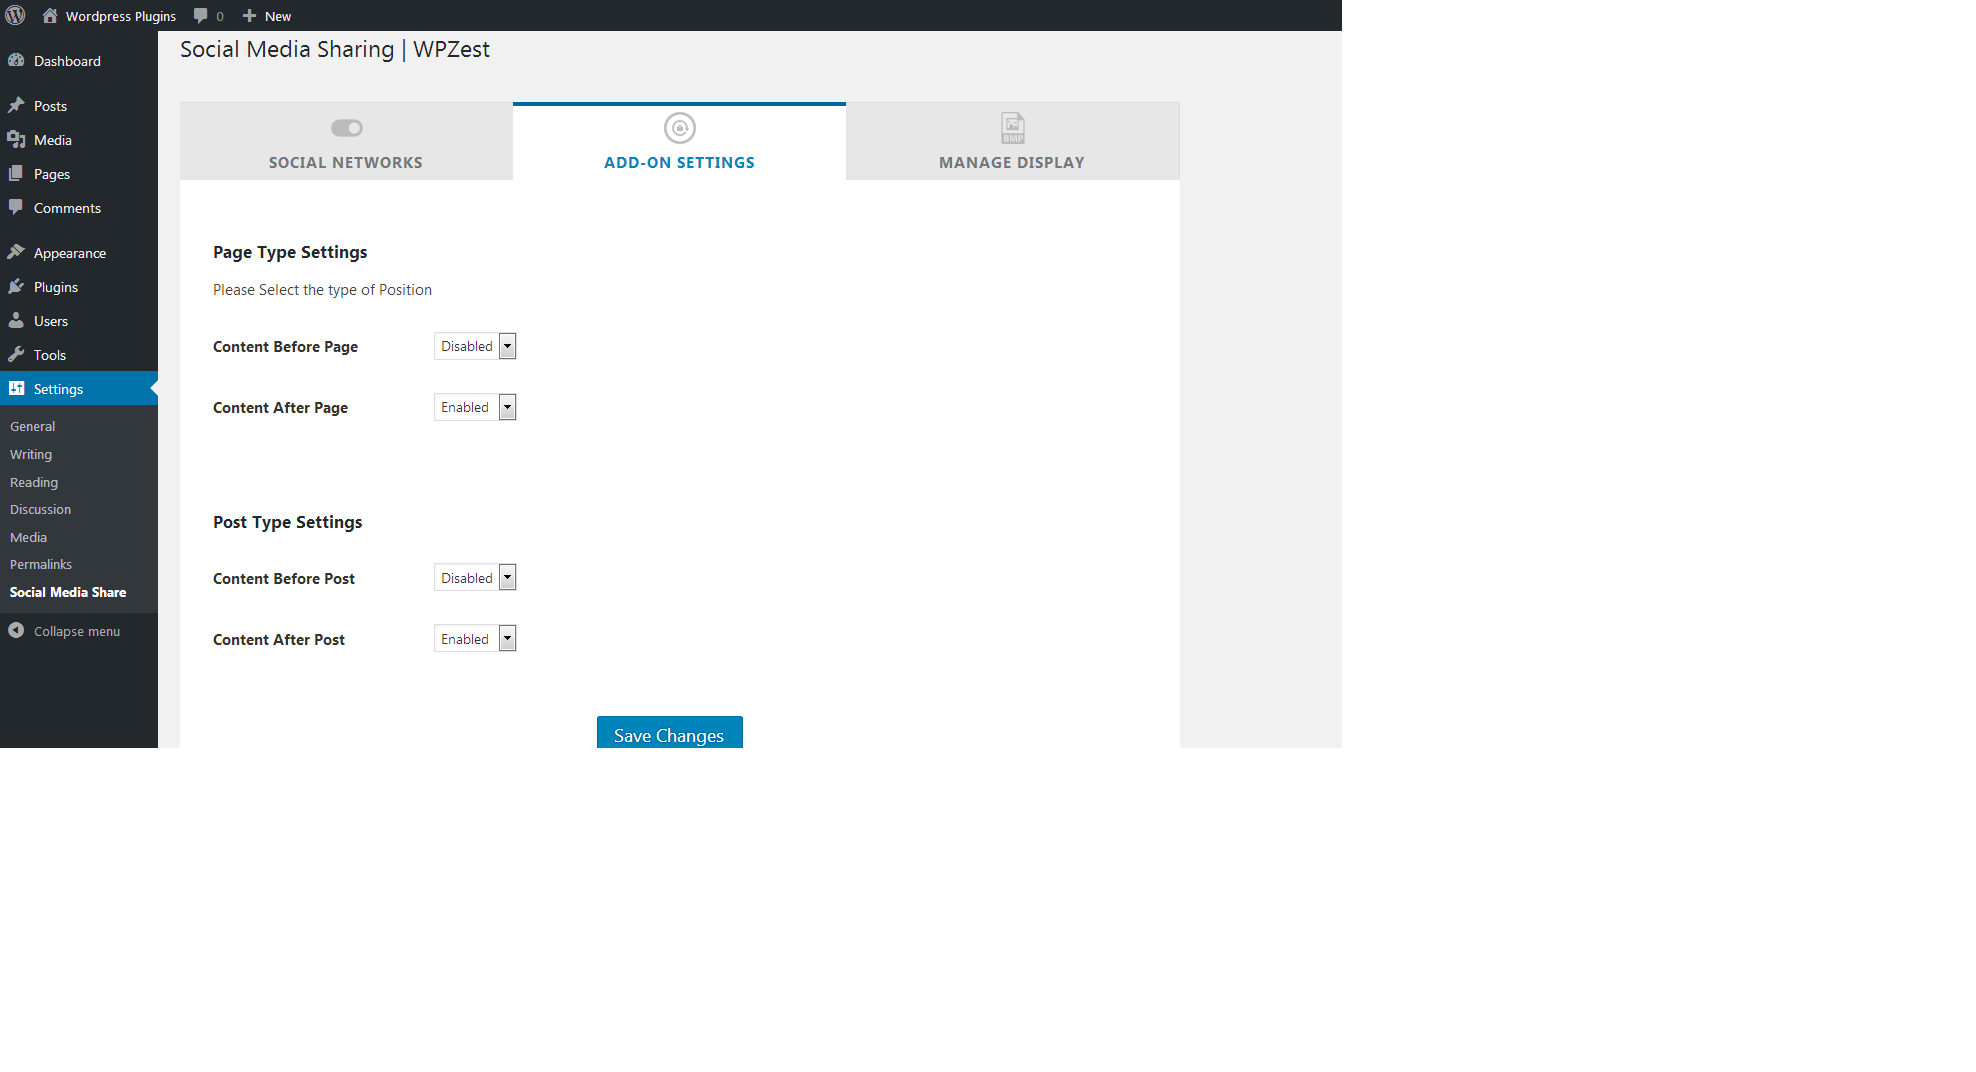 Wordpress Plugins 0 New
Social Media Sharing | WPZest
Dashboard
Posts
Media
Pages
Comments
Appearance
Plugins
Users
Tools
Settings
General
Writing
Reading
Discussion
Media
Permalinks
Social Media Share
Collapse menu
SOCIAL NETWORKS
ADD-ON SETTINGS
BMP
MANAGE DISPLAY
Page Type Settings
Please Select the type of Position
Content Before Page Disabled
Content After Page Enabled
Post Type Settings
Content Before Post Disabled
Content After Post Enabled
Save Changes